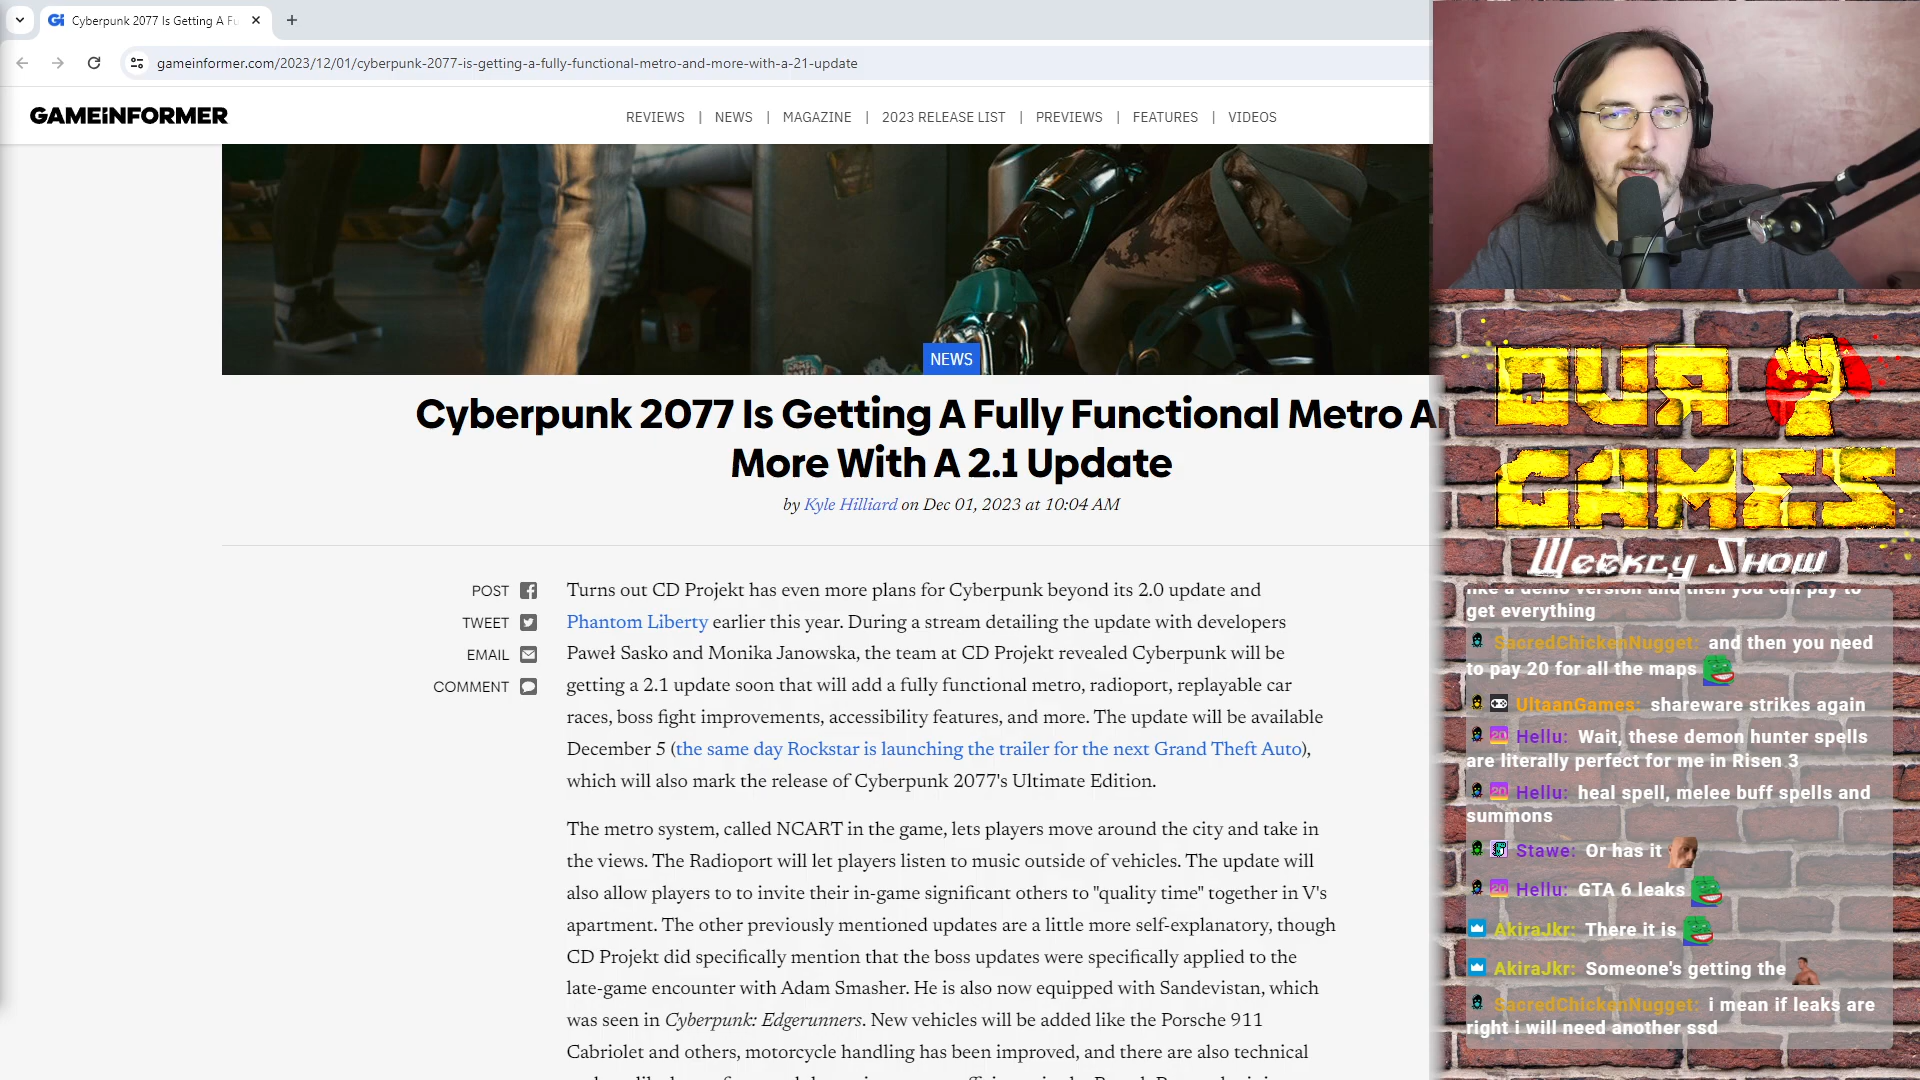 Cyberpunk 2077 Is Getting A Fu
gameinformer.com/2023/12/01/cyberpunk-2077-is-getting-a-fully-functional-metro-and-more-with-a-21-update
GAMEINFORMER
REVIEWS | NEWS | MAGAZINE | 2023 RELEASE LIST | PREVIEWS | FEATURES | VIDEOS
NEWS
Cyberpunk 2077 Is Getting A Fully Functional Metro A
More With A 2.1 Update
by Kyle Hilliard on Dec 01, 2023 at 10:04 AM
POST
TWEET
EMAIL
COMMENT
Turns out CD Projekt has even more plans for Cyberpunk beyond its 2.0 update and
Phantom Liberty earlier this year. During a stream detailing the update with developers
Paweł Sasko and Monika Janowska, the team at CD Projekt revealed Cyberpunk will be
getting a 2.1 update soon that will add a fully functional metro, radioport, replayable car
races, boss fight improvements, accessibility features, and more. The update will be available
December 5 (the same day Rockstar is launching the trailer for the next Grand Theft Auto),
which will also mark the release of Cyberpunk 2077's Ultimate Edition.
The metro system, called NCART in the game, lets players move around the city and take in
the views. The Radioport will let players listen to music outside of vehicles. The update will
also allow players to to invite their in-game significant others to "quality time" together in V's
apartment. The other previously mentioned updates are a little more self-explanatory, though
CD Projekt did specifically mention that the boss updates were specifically applied to the
late-game encounter with Adam Smasher. He is also now equipped with Sandevistan, which
was seen in Cyberpunk: Edgerunners. New vehicles will be added like the Porsche 911
Cabriolet and others, motorcycle handling has been improved, and there are also technical
OUR
GAMES
Weekly Show
like a demo version and then you can pay to
get everything
SacredChickenNugget: and then you need
to pay 20 for all the maps
UltaanGames: shareware strikes again
Hellu: Wait, these demon hunter spells
are literally perfect for me in Risen 3
Hellu: heal spell, melee buff spells and
summons
Stawe: Or has it
Hellu: GTA 6 leaks
AkiraJkr: There it is
AkiraJkr: Someone's getting the
SacredChickenNugget: i mean if leaks are
right i will need another ssd